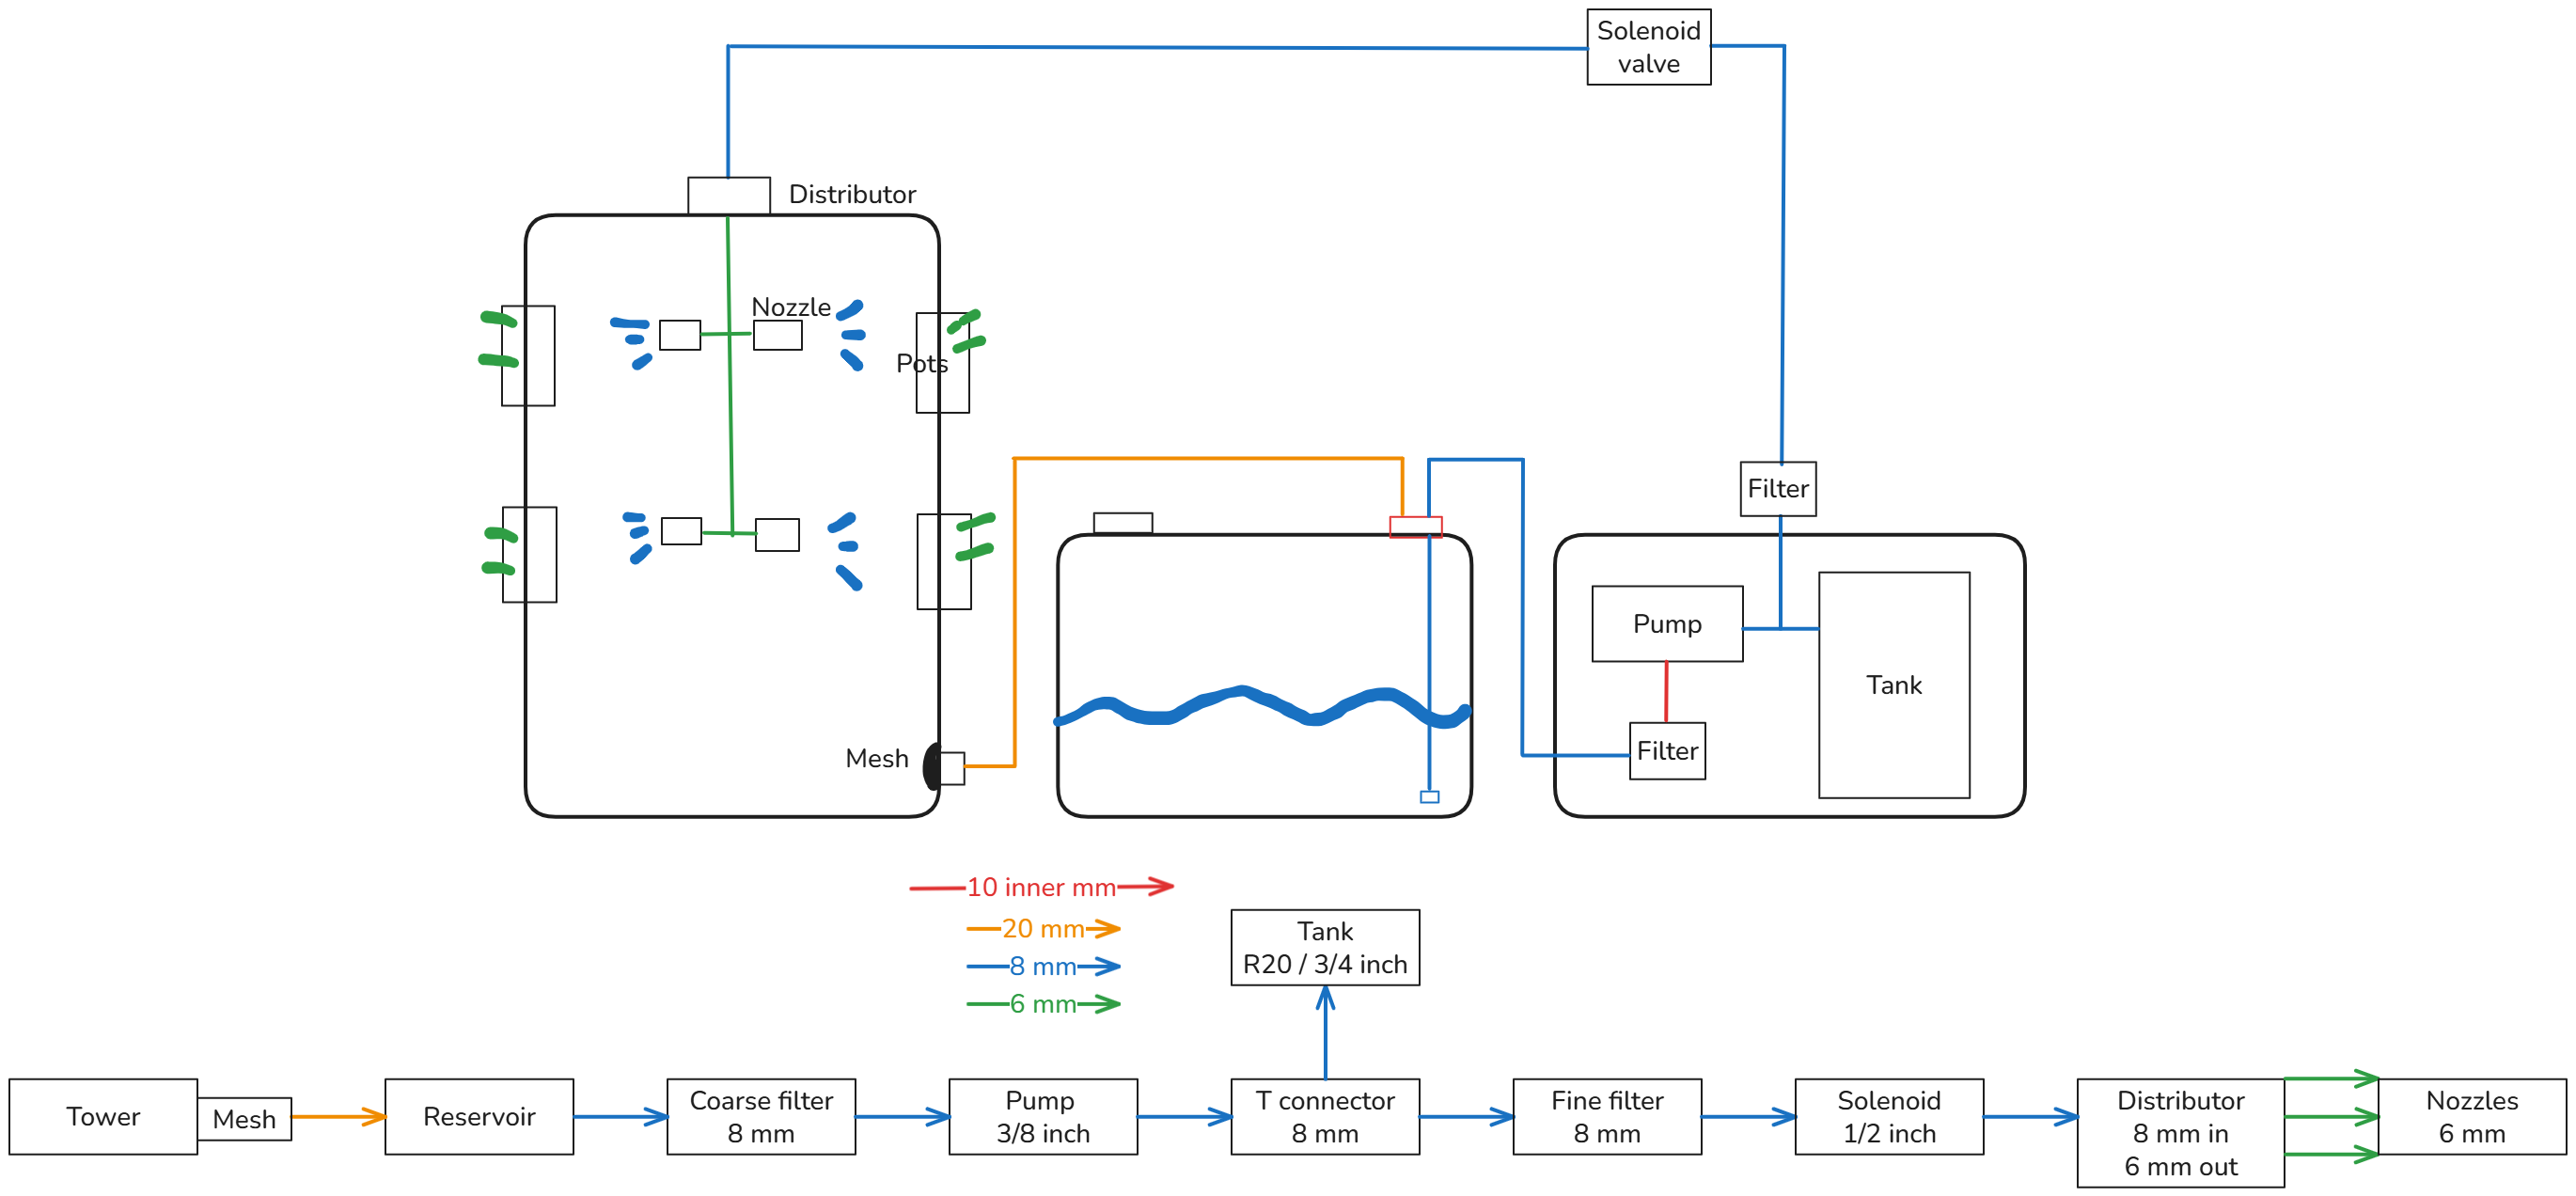 Solenoid
valve
Distributor
Nozzle
Pots
Filter
Pump
Tank
Filter
Mesh
10 inner mm
20 mm
8 mm
6 mm
Tank
R20 / 3/4 inch
Tower
Mesh
Reservoir
Coarse filter
8 mm
Pump
3/8 inch
T connector
8 mm
Fine filter
8 mm
Solenoid
1/2 inch
Distributor
8 mm in
6 mm out
Nozzles
6 mm